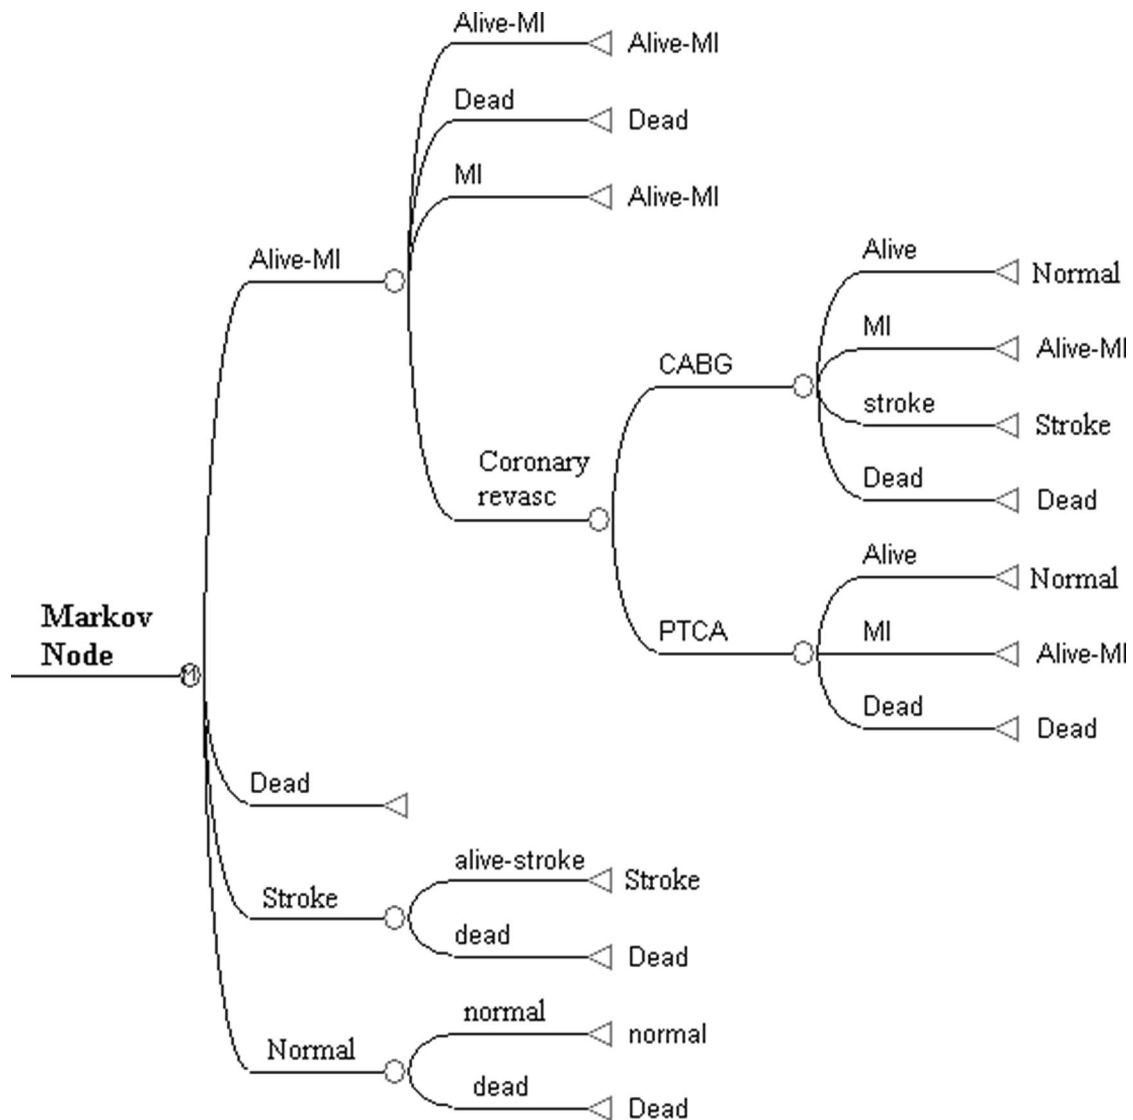 Alive-MI
Alive-MI
Dead
Dead
MI
Alive-MI
Alive-MI
Alive
Normal
MI
Alive-MI
CABG
stroke
Stroke
Dead
Dead
Coronary
revasc
Alive
Normal
PTCA
MI
Alive-MI
Dead
Dead
Markov
Node
M
Dead
alive-stroke
Stroke
Stroke
dead
Dead
normal
normal
Normal
dead
Dead